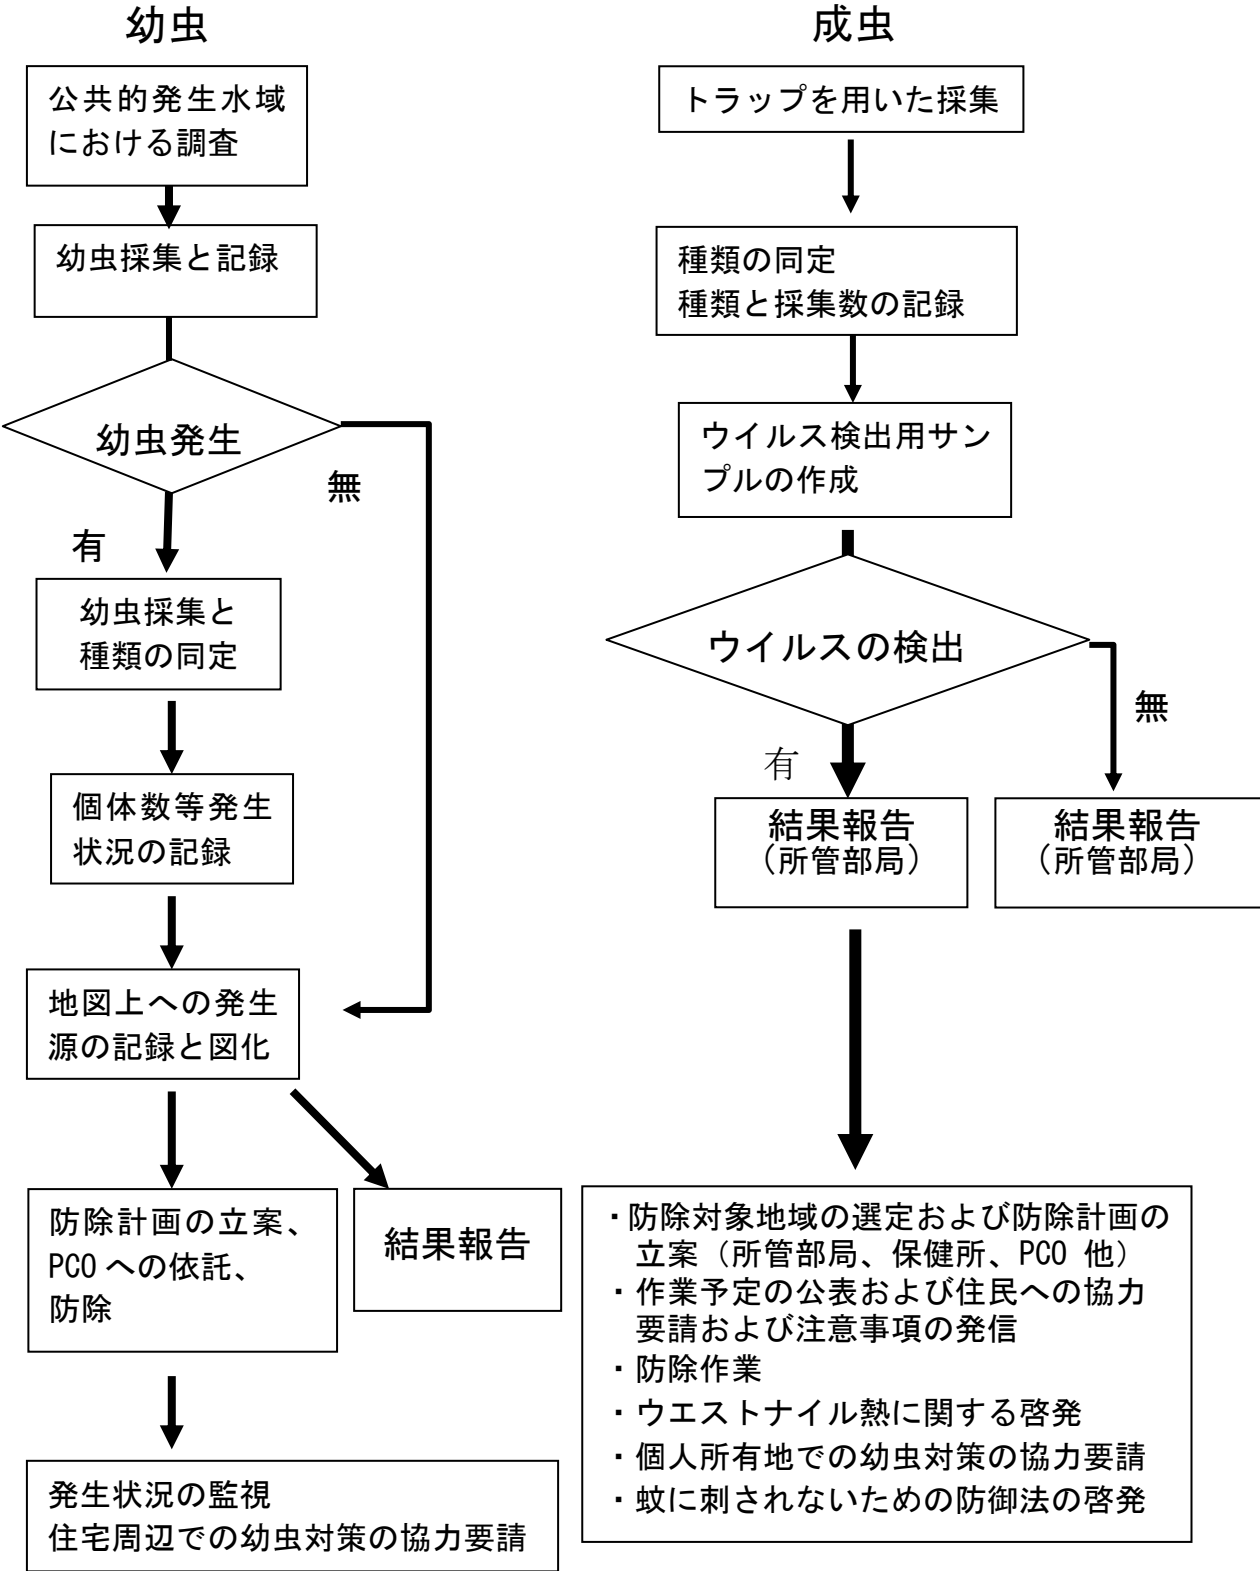 幼虫
公共的発生水域
における調査
幼虫採集と記録
幼虫発生
無
有
幼虫採集と
種類の同定
個体数等発生
状況の記録
地図上への発生
源の記録と図化
防除計画の立案、
PCO への依託、
防除
結果報告
発生状況の監視
住宅周辺での幼虫対策の協力要請
成虫
トラップを用いた採集
種類の同定
種類と採集数の記録
ウイルス検出用サン
プルの作成
ウイルスの検出
無
有
結果報告
(所管部局)
結果報告
(所管部局)
・防除対象地域の選定および防除計画の
立案(所管部局、保健所、PCO 他)
・作業予定の公表および住民への協力
要請および注意事項の発信
・防除作業
・ウエストナイル熱に関する啓発
・個人所有地での幼虫対策の協力要請
・蚊に刺されないための防御法の啓発